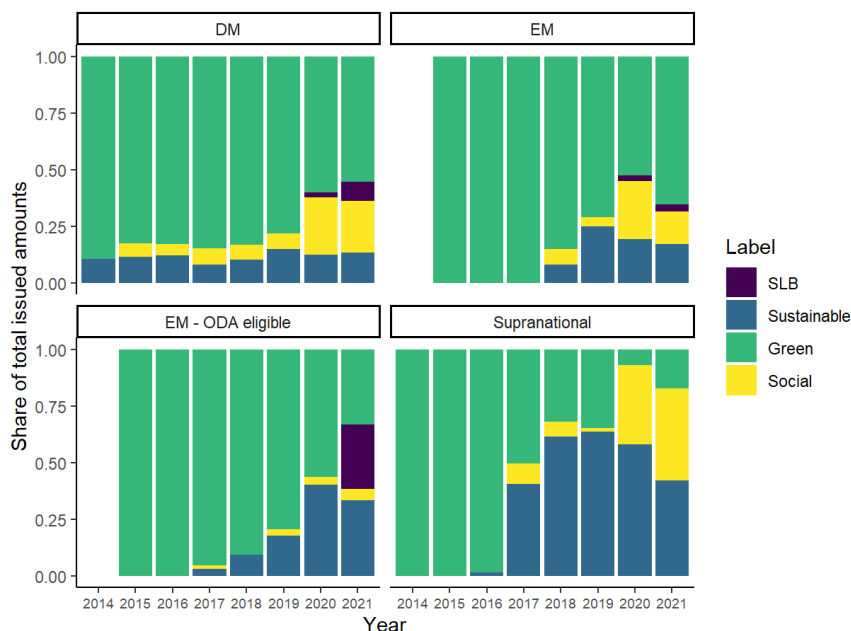 DM
EM
1.00
0.75
0.50
0.25
0.00
EM - ODA eligible
Supranational
1.00
0.75
0.50
0.25
0.00
2014 2015 2016 2017 2018 2019 2020 2021
2014 2015 2016 2017 2018 2019 2020 2021
Year
Share of total issued amounts
Label
SLB
Sustainable
Green
Social